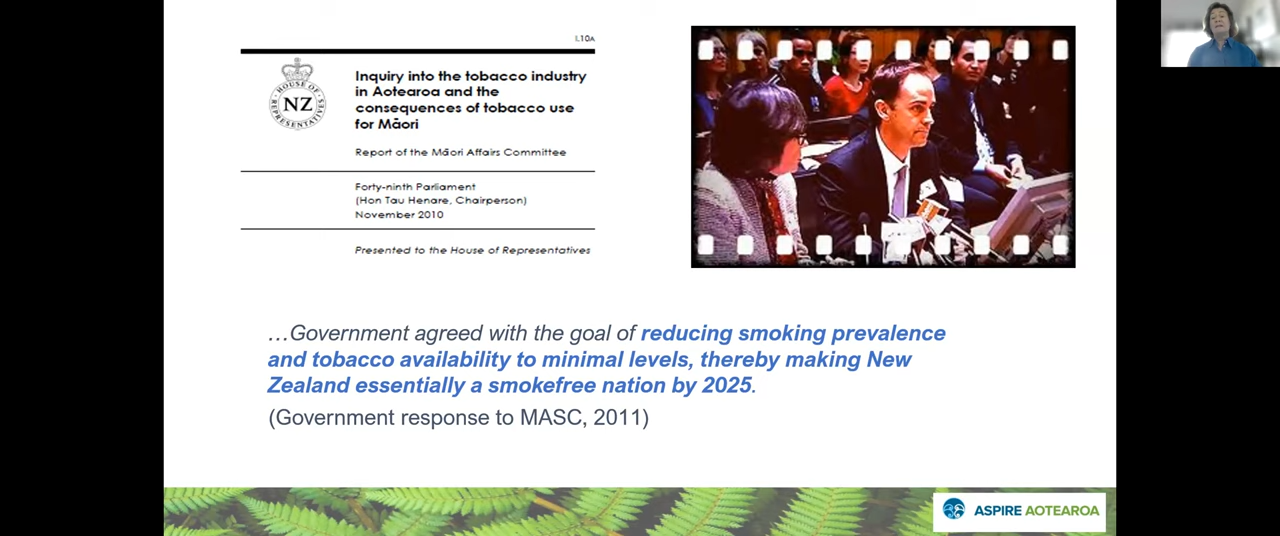 I.10A
HOUSE OF REPRESENTATIVES
NZ
Inquiry into the tobacco industry
in Aotearoa and the
consequences of tobacco use
for Māori
Report of the Māori Affairs Committee
Forty-ninth Parliament
(Hon Tau Henare, Chairperson)
November 2010
Presented to the House of Representatives
…Government agreed with the goal of reducing smoking prevalence
and tobacco availability to minimal levels, thereby making New
Zealand essentially a smokefree nation by 2025.
(Government response to MASC, 2011)
ASPIRE AOTEAROA